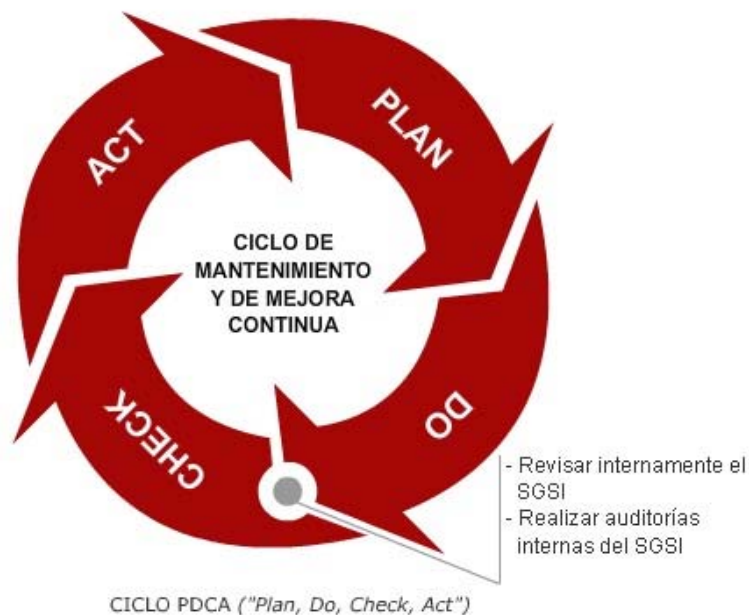 ACT
PLAN
CICLO DE
MANTENIMIENTO
Y DE MEJORA
CONTINUA
CHECK
DO
- Revisar internamente el
SGSI
- Realizar auditorías
internas del SGSI
CICLO PDCA ("Plan, Do, Check, Act")